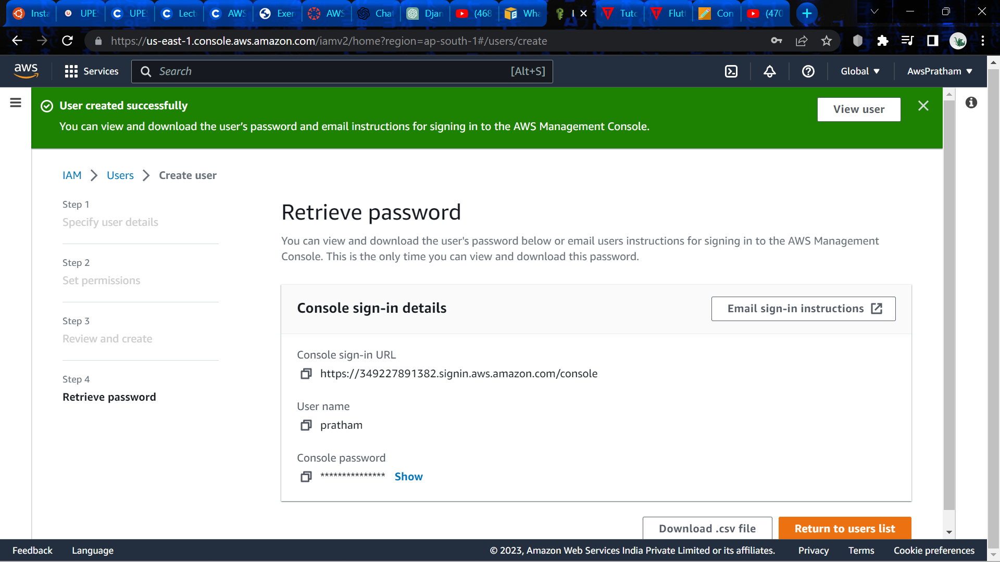 Insta
UPES
UPES
Lect
AWS
Exer
AWS
Chat
Djan
(468
Wha
I
Tuto
Flutt
Con
(470
https://us-east-1.console.aws.amazon.com/iamv2/home?region=ap-south-1#/users/create
aws
Services
Search
[Alt+S]
Global
AwsPratham
User created successfully
You can view and download the user’s password and email instructions for signing in to the AWS Management Console.
View user
IAM
Users
Create user
Step 1
Specify user details
Step 2
Set permissions
Step 3
Review and create
Step 4
Retrieve password
Retrieve password
You can view and download the user's password below or email users instructions for signing in to the AWS Management
Console. This is the only time you can view and download this password.
Console sign-in details
Email sign-in instructions
Console sign-in URL
https://349227891382.signin.aws.amazon.com/console
User name
pratham
Console password
***************
Show
Download .csv file
Return to users list
Feedback
Language
© 2023, Amazon Web Services India Private Limited or its affiliates.
Privacy
Terms
Cookie preferences